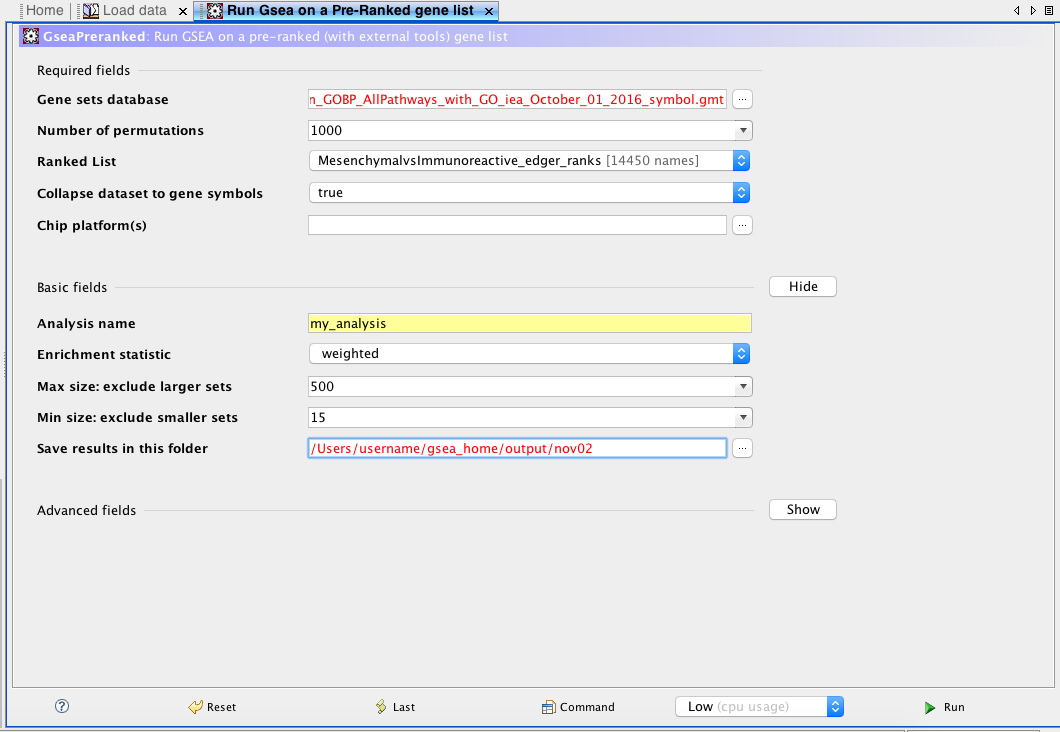 Home Load data × Run Gsea on a Pre-Ranked gene list ×
GseaPreranked: Run GSEA on a pre-ranked (with external tools) gene list
Required fields
Gene sets database n_GOBP_AllPathways_with_GO_iea_October_01_2016_symbol.gmt ...
Number of permutations 1000
Ranked List MesenchymalvsImmunoreactive_edger_ranks [14450 names]
Collapse dataset to gene symbols true
Chip platform(s) ...
Basic fields Hide
Analysis name my_analysis
Enrichment statistic weighted
Max size: exclude larger sets 500
Min size: exclude smaller sets 15
Save results in this folder /Users/username/gsea_home/output/nov02 ...
Advanced fields Show
? Reset Last Command Low (cpu usage) Run